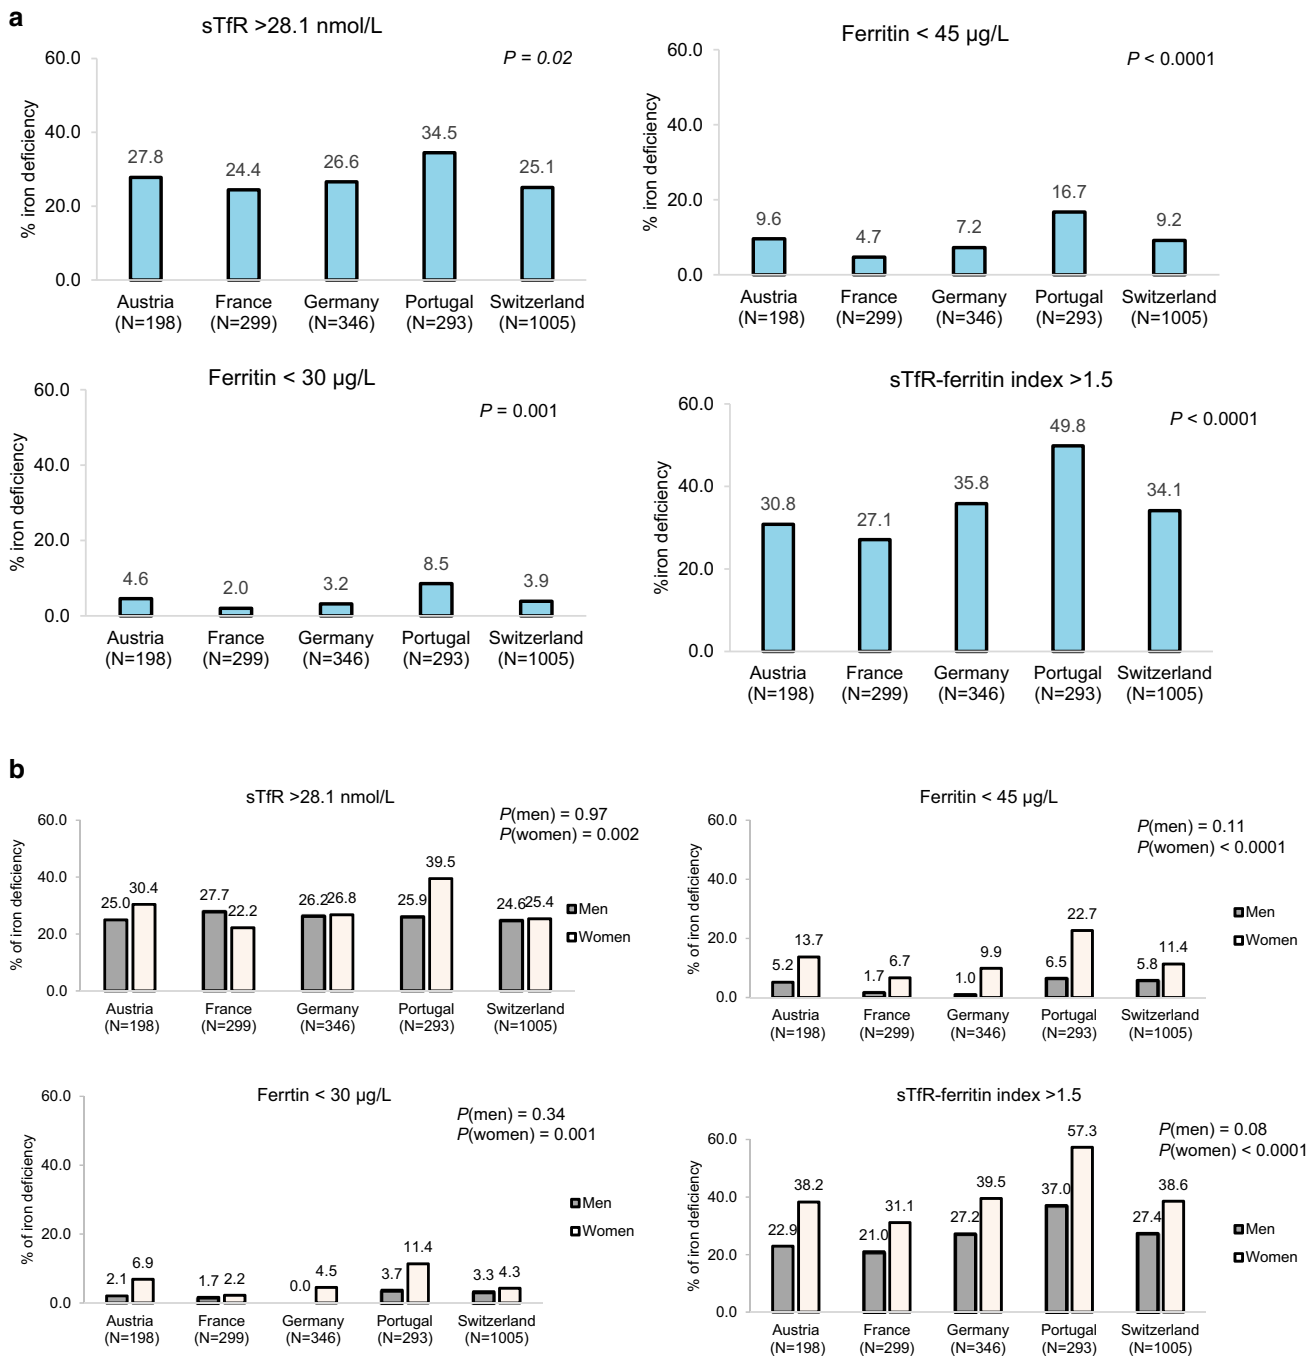 a
sTfR >28.1 nmol/L
P = 0.02
% iron deficiency
60.0
40.0
20.0
0.0
27.8
24.4
26.6
34.5
25.1
Austria France Germany Portugal Switzerland
(N=198) (N=299) (N=346) (N=293) (N=1005)
Ferritin < 45 µg/L
P < 0.0001
% iron deficiency
60.0
40.0
20.0
0.0
9.6
4.7
7.2
16.7
9.2
Austria France Germany Portugal Switzerland
(N=198) (N=299) (N=346) (N=293) (N=1005)
Ferritin < 30 µg/L
P = 0.001
% iron deficiency
60.0
40.0
20.0
0.0
4.6
2.0
3.2
8.5
3.9
Austria France Germany Portugal Switzerland
(N=198) (N=299) (N=346) (N=293) (N=1005)
sTfR-ferritin index >1.5
P < 0.0001
%iron deficiency
60.0
40.0
20.0
0.0
30.8
27.1
35.8
49.8
34.1
Austria France Germany Portugal Switzerland
(N=198) (N=299) (N=346) (N=293) (N=1005)
b
sTfR >28.1 nmol/L
P(men) = 0.97
P(women) = 0.002
% of iron deficiency
60.0
40.0
20.0
0.0
25.0 30.4
27.7 22.2
26.2 26.8
25.9 39.5
24.6 25.4
Men
Women
Austria France Germany Portugal Switzerland
(N=198) (N=299) (N=346) (N=293) (N=1005)
Ferritin < 45 µg/L
P(men) = 0.11
P(women) < 0.0001
% of iron deficiency
60.0
40.0
20.0
0.0
5.2 13.7
1.7 6.7
1.0 9.9
6.5 22.7
5.8 11.4
Men
Women
Austria France Germany Portugal Switzerland
(N=198) (N=299) (N=346) (N=293) (N=1005)
Ferrtin < 30 µg/L
P(men) = 0.34
P(women) = 0.001
% of iron deficiency
60.0
40.0
20.0
0.0
2.1 6.9
1.7 2.2
0.0 4.5
3.7 11.4
3.3 4.3
Men
Women
Austria France Germany Portugal Switzerland
(N=198) (N=299) (N=346) (N=293) (N=1005)
sTfR-ferritin index >1.5
P(men) = 0.08
P(women) < 0.0001
% of iron deficiency
60.0
40.0
20.0
0.0
22.9 38.2
21.0 31.1
27.2 39.5
37.0 57.3
27.4 38.6
Men
Women
Austria France Germany Portugal Switzerland
(N=198) (N=299) (N=346) (N=293) (N=1005)